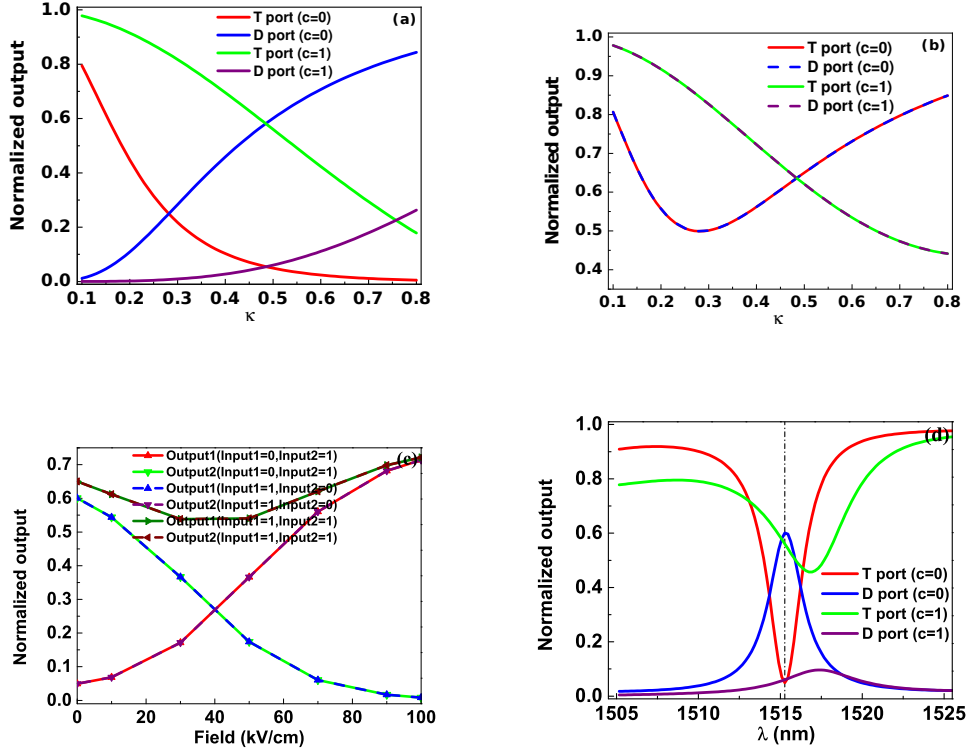 (a)
T port (c=0)
D port (c=0)
T port (c=1)
D port (c=1)
Normalized output
1.0
0.8
0.6
0.4
0.2
0.0
0.1 0.2 0.3 0.4 0.5 0.6 0.7 0.8
κ
(b)
T port (c=0)
D port (c=0)
T port (c=1)
D port (c=1)
Normalized output
1.0
0.9
0.8
0.7
0.6
0.5
0.4
0.1 0.2 0.3 0.4 0.5 0.6 0.7 0.8
κ
(c)
Output1(Input1=0,Input2=1)
Output2(Input1=0,Input2=1)
Output1(Input1=1,Input2=0)
Output2(Input1=1,Input2=0)
Output1(Input1=1,Input2=1)
Output2(Input1=1,Input2=1)
Normalized output
0.7
0.6
0.5
0.4
0.3
0.2
0.1
0.0
0 20 40 60 80 100
Field (kV/cm)
(d)
T port (c=0)
D port (c=0)
T port (c=1)
D port (c=1)
Normalized output
1.0
0.8
0.6
0.4
0.2
0.0
1505 1510 1515 1520 1525
λ (nm)